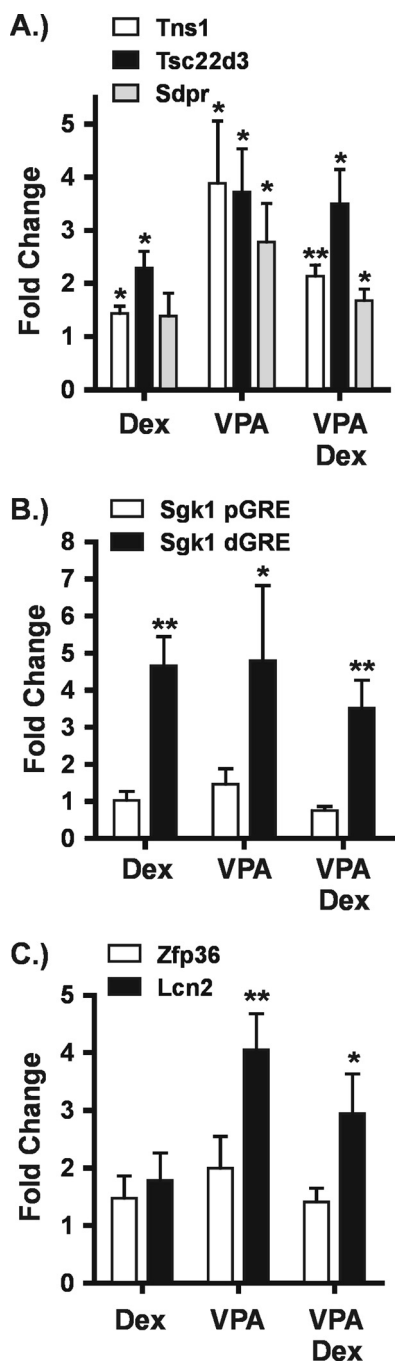 A.)
Tns1
Tsc22d3
Sdpr
Fold Change
5
4
3
2
1
0
* * * * * ** * *
Dex VPA VPA
Dex
B.)
Sgk1 pGRE
Sgk1 dGRE
Fold Change
8
7
6
5
4
3
2
1
0
** * **
Dex VPA VPA
Dex
C.)
Zfp36
Lcn2
Fold Change
5
4
3
2
1
0
** *
Dex VPA VPA
Dex